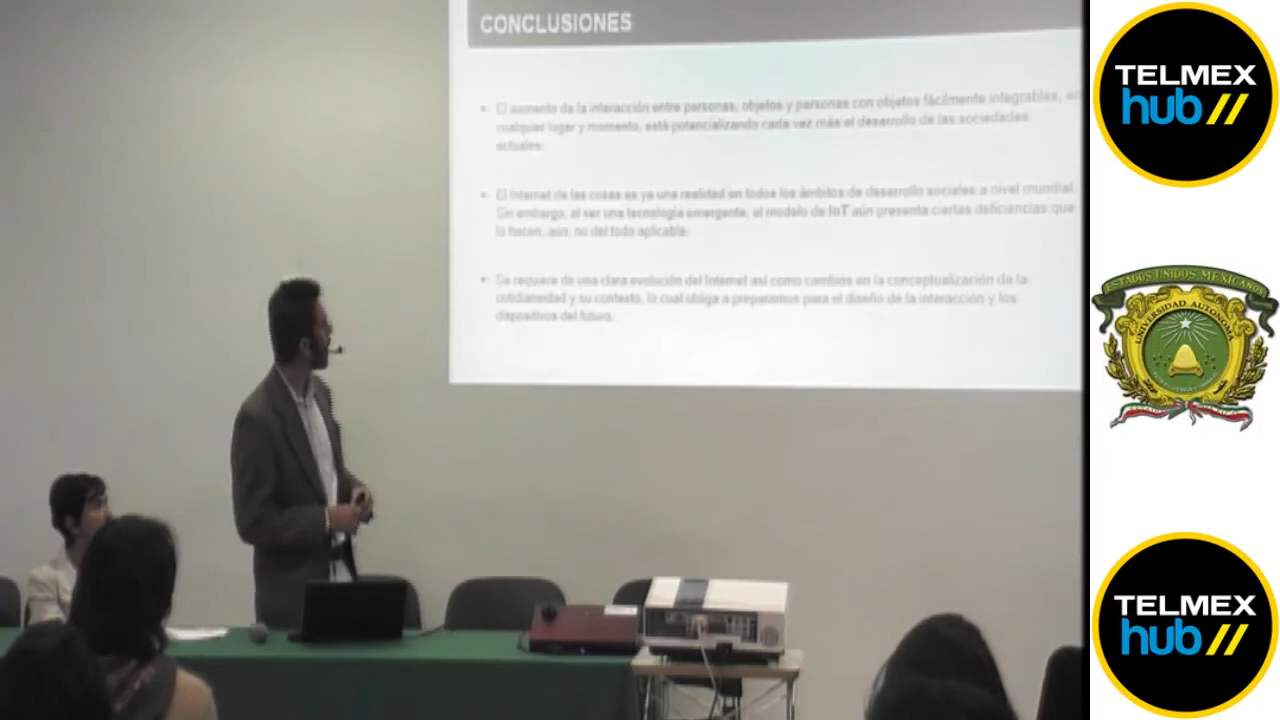 CONCLUSIONES
• El aumento de la interacción entre personas, objetos y personas con objetos fácilmente integrables, en
cualquier lugar y momento, está potencializando cada vez más el desarrollo de las sociedades
actuales.
• El Internet de las cosas es ya una realidad en todos los ámbitos de desarrollo sociales a nivel mundial.
Sin embargo, al ser una tecnología emergente, el modelo de IoT aún presenta ciertas deficiencias que
lo hacen, aún, no del todo aplicable.
• Se requiere de una clara evolución del Internet así como cambios en la conceptualización de la
cotidianeidad y su contexto, lo cual obliga a prepararnos para el diseño de la interacción y los
dispositivos del futuro.
TELMEX
hub//
ESTADOS UNIDOS MEXICANOS
UNIVERSIDAD AUTONOMA
TELMEX
hub//